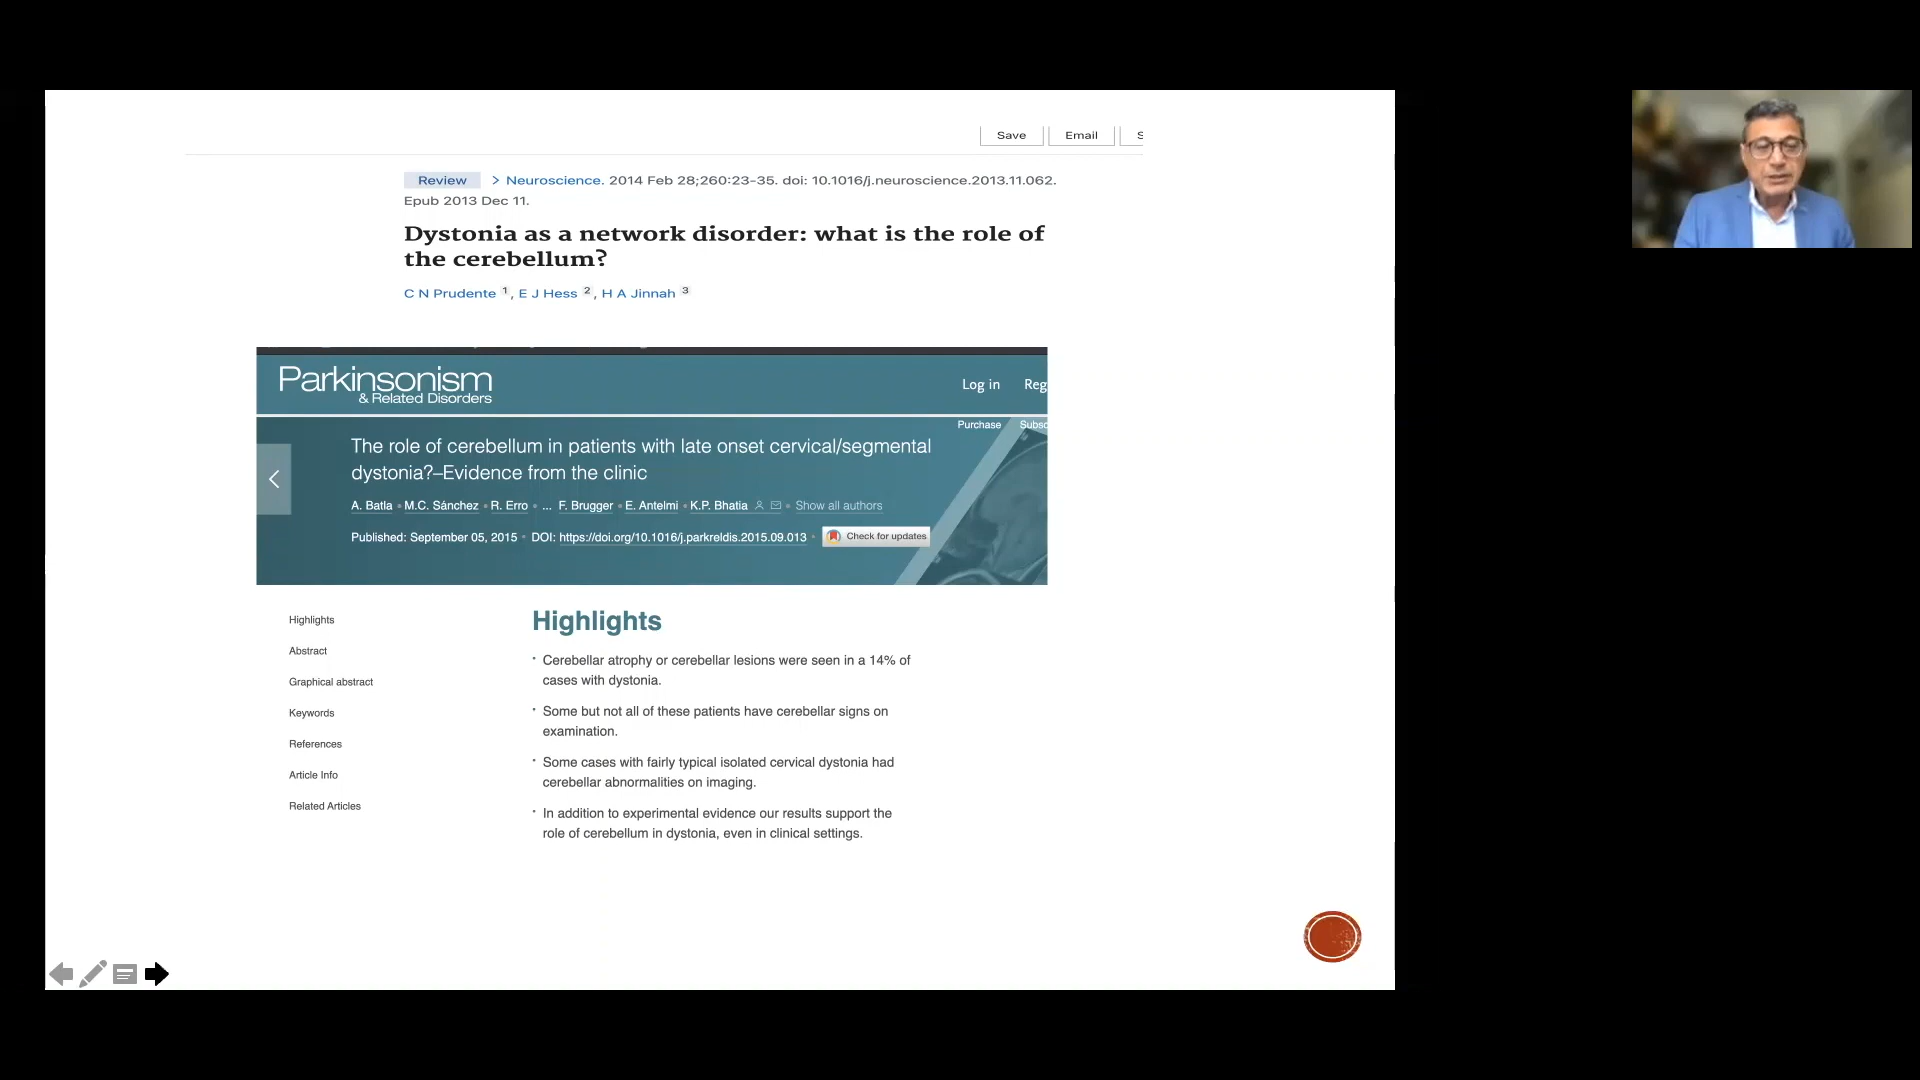 Save Email
Review > Neuroscience. 2014 Feb 28;260:23-35. doi: 10.1016/j.neuroscience.2013.11.062.
Epub 2013 Dec 11.
Dystonia as a network disorder: what is the role of
the cerebellum?
C N Prudente 1, E J Hess 2, H A Jinnah 3
Parkinsonism
& Related Disorders
Log in Reg
Purchase Subsc
The role of cerebellum in patients with late onset cervical/segmental
dystonia?–Evidence from the clinic
A. Batla • M.C. Sánchez • R. Erro • ... F. Brugger • E. Antelmi • K.P. Bhatia • Show all authors
Published: September 05, 2015 • DOI: https://doi.org/10.1016/j.parkreldis.2015.09.013 • Check for updates
Highlights
Abstract
Graphical abstract
Keywords
References
Article Info
Related Articles
Highlights
• Cerebellar atrophy or cerebellar lesions were seen in a 14% of
cases with dystonia.
• Some but not all of these patients have cerebellar signs on
examination.
• Some cases with fairly typical isolated cervical dystonia had
cerebellar abnormalities on imaging.
• In addition to experimental evidence our results support the
role of cerebellum in dystonia, even in clinical settings.